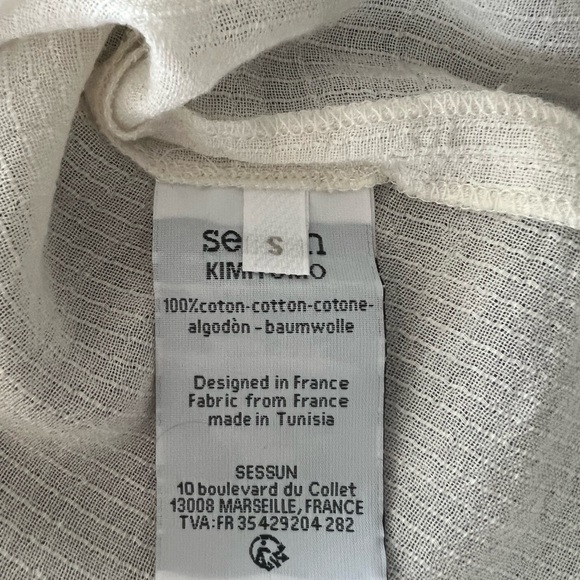 S
KIMIYOMO
100%coton-cotton-cotone-
algodòn-baumwolle
Designed in France
Fabric from France
made in Tunisia
SESSUN
10 boulevard du Collet
13008 MARSEILLE, FRANCE
TVA:FR 35429204 282